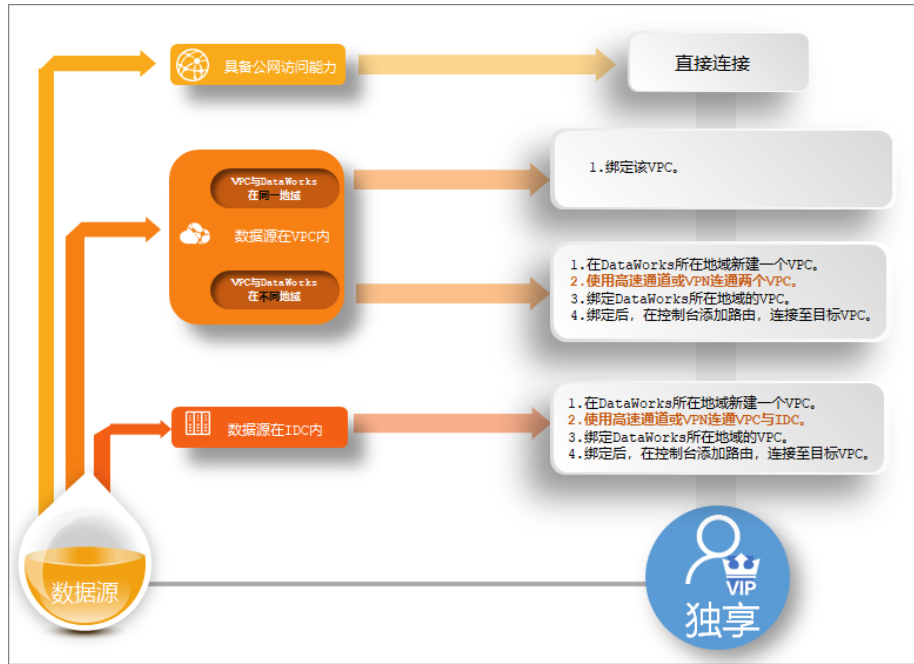 具备公网访问能力
直接连接
VPC与DataWorks
在同一地域
数据源在VPC内
VPC与DataWorks
在不同地域
1.绑定该VPC。
1.在DataWorks所在地域新建一个VPC。
2.使用高速通道或VPN连通两个VPC。
3.绑定DataWorks所在地域的VPC。
4.绑定后，在控制台添加路由，连接至目标VPC。
数据源在IDC内
1.在DataWorks所在地域新建一个VPC。
2.使用高速通道或VPN连通VPC与IDC。
3.绑定DataWorks所在地域的VPC。
4.绑定后，在控制台添加路由，连接至目标VPC。
数据源
VIP
独享